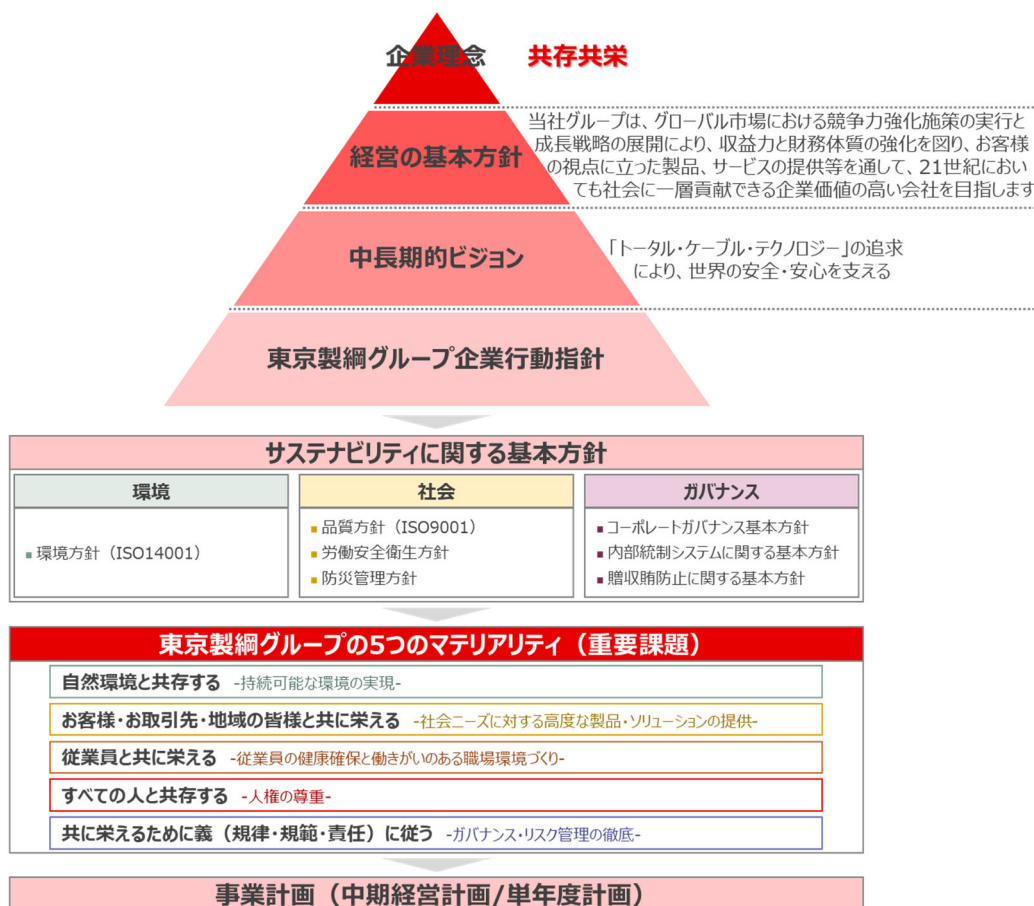 企業理念 共存共栄
当社グループは、グローバル市場における競争力強化施策の実行と
成長戦略の展開により、収益力と財務体質の強化を図り、お客様
の視点に立った製品、サービスの提供等を通して、21世紀におい
ても社会に一層貢献できる企業価値の高い会社を目指します
経営の基本方針
中長期的ビジョン
「トータル・ケーブル・テクノロジー」の追求
により、世界の安全・安心を支える
東京製綱グループ企業行動指針
サステナビリティに関する基本方針
環境
▪環境方針（ISO14001）
社会
▪品質方針（ISO9001）
▪労働安全衛生方針
▪防災管理方針
ガバナンス
▪コーポレートガバナンス基本方針
▪内部統制システムに関する基本方針
▪贈収賄防止に関する基本方針
東京製綱グループの5つのマテリアリティ（重要課題）
自然環境と共存する -持続可能な環境の実現-
お客様・お取引先・地域の皆様と共に栄える -社会ニーズに対する高度な製品・ソリューションの提供-
従業員と共に栄える -従業員の健康確保と働きがいのある職場環境づくり-
すべての人と共存する -人権の尊重-
共に栄えるために義（規律・規範・責任）に従う -ガバナンス・リスク管理の徹底-
事業計画（中期経営計画/単年度計画）